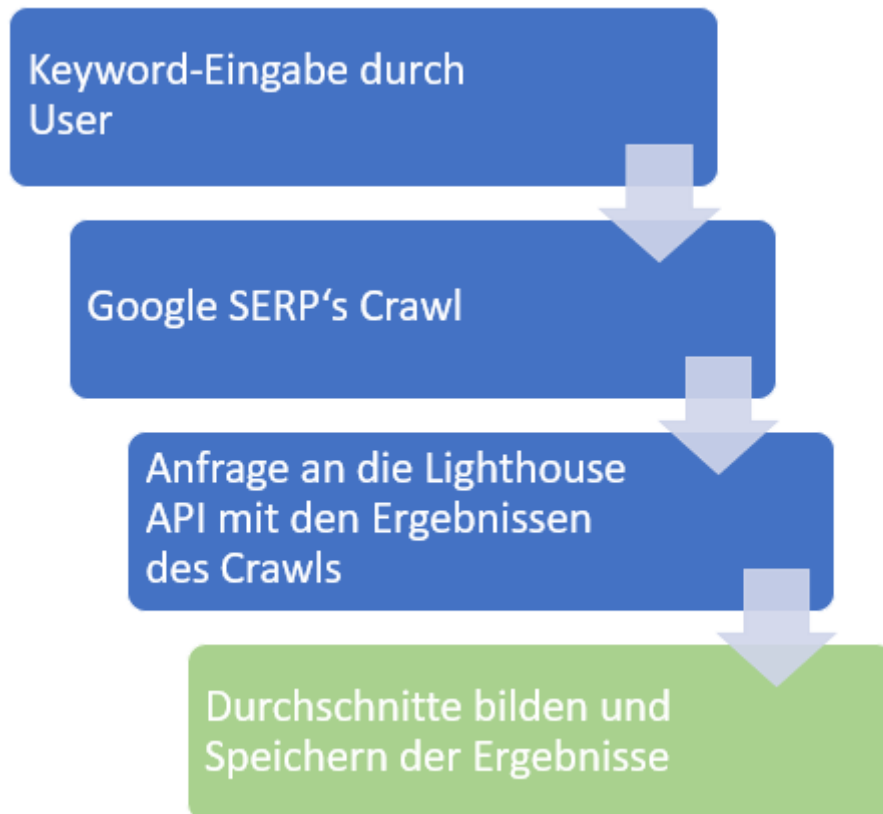 Keyword-Eingabe durch
User
Google SERP‘s Crawl
Anfrage an die Lighthouse
API mit den Ergebnissen
des Crawls
Durchschnitte bilden und
Speichern der Ergebnisse